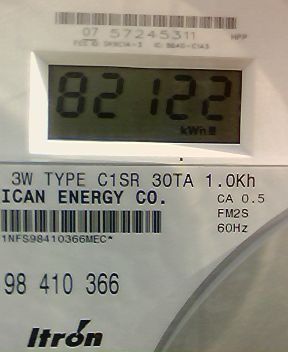 07 57245311 HPP
82122
kWh
3W TYPE C1SR 30TA 1.0Kh
ICAN ENERGY CO. CA 0.5
FM2S
60Hz
1NFS98410366MEC*
98 410 366
Itron